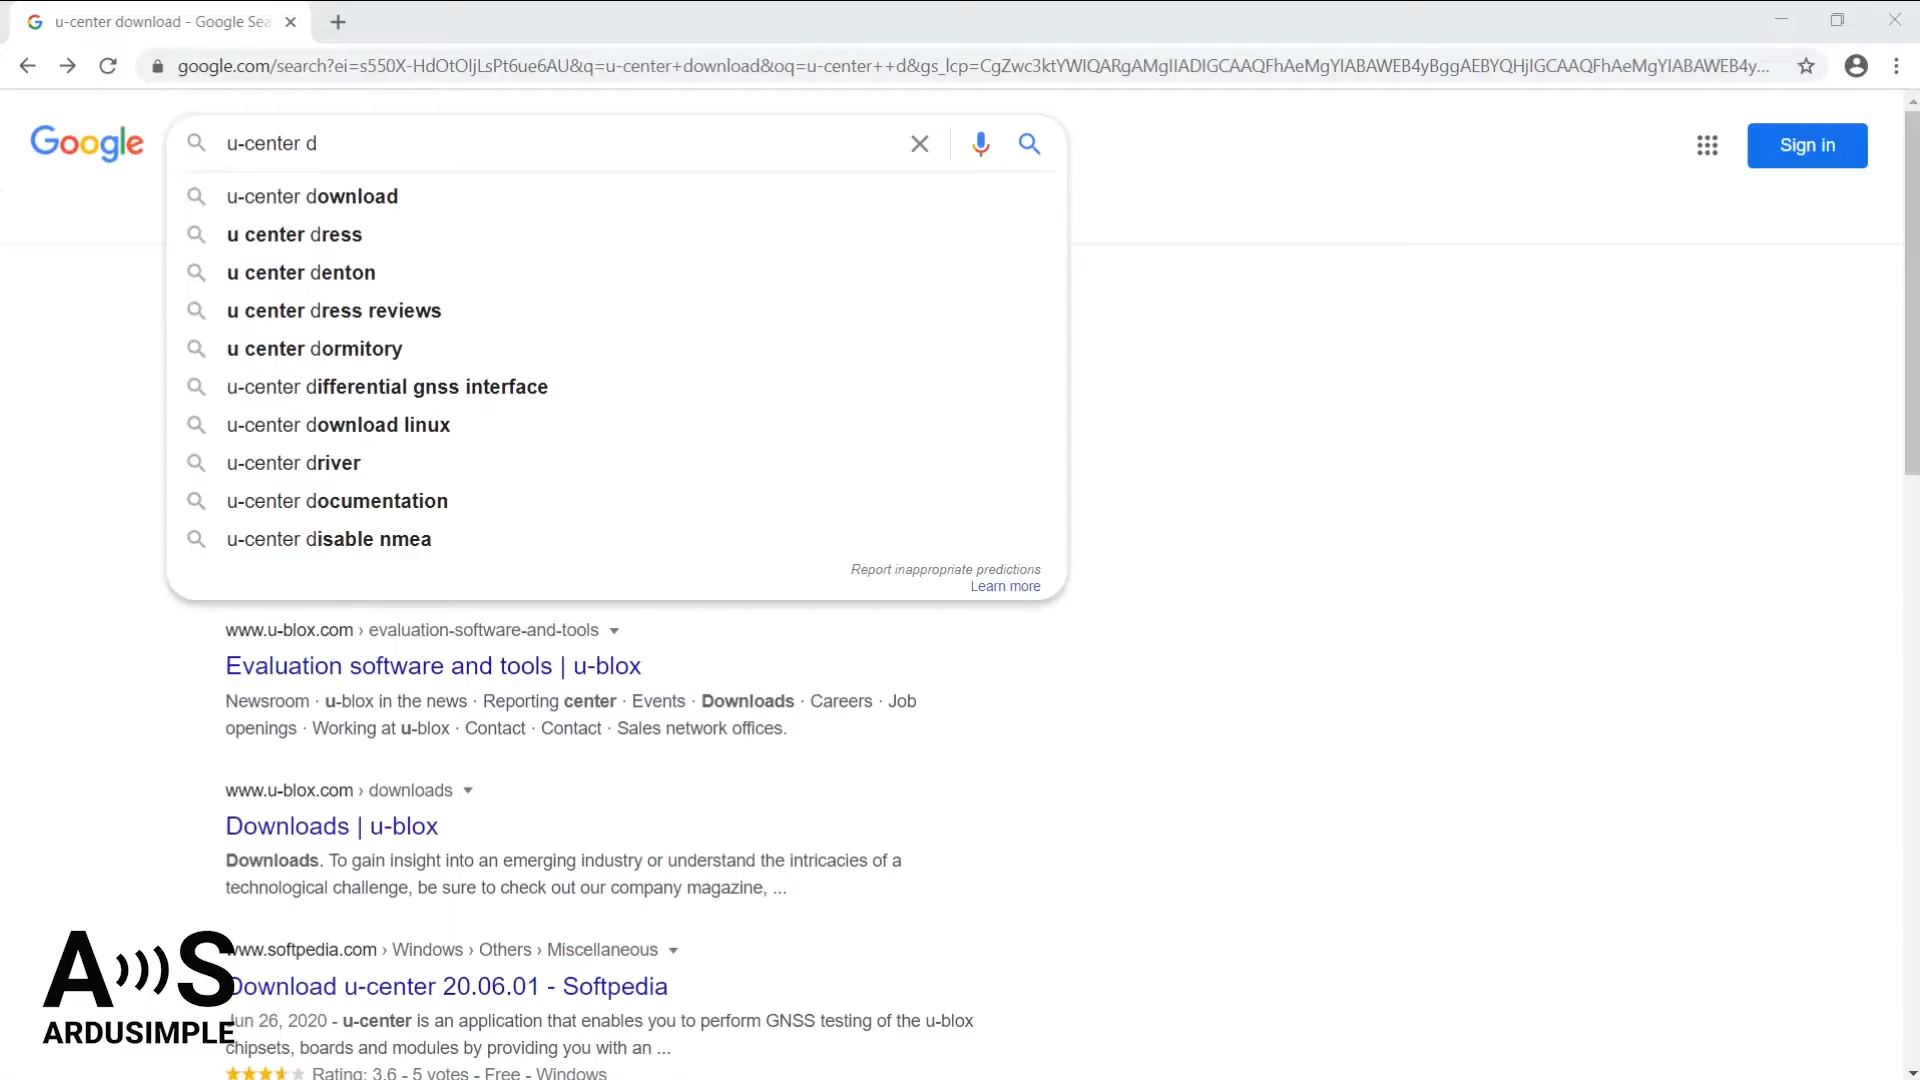 u-center download - Google Sea
google.com/search?ei=s550X-HdOtOIjLsPt6ue6AU&q=u-center+download&oq=u-center++d&gs_lcp=CgZwc3ktYWIQARgAMgIIADIGCAAQFhAeMgYIABAWEB4yBggAEBYQHjIGCAAQFhAeMgYIABAWEB4y...
Google
u-center d
Sign in
u-center download
u center dress
u center denton
u center dress reviews
u center dormitory
u-center differential gnss interface
u-center download linux
u-center driver
u-center documentation
u-center disable nmea
Report inappropriate predictions
Learn more
www.u-blox.com › evaluation-software-and-tools
Evaluation software and tools | u-blox
Newsroom · u-blox in the news · Reporting center · Events · Downloads · Careers · Job
openings · Working at u-blox · Contact · Contact · Sales network offices.
www.u-blox.com › downloads
Downloads | u-blox
Downloads. To gain insight into an emerging industry or understand the intricacies of a
technological challenge, be sure to check out our company magazine, ...
www.softpedia.com › Windows › Others › Miscellaneous
Download u-center 20.06.01 - Softpedia
Jun 26, 2020 - u-center is an application that enables you to perform GNSS testing of the u-blox
chipsets, boards and modules by providing you with an ...
Rating: 3.6 - 5 votes - Free - Windows
A S
ARDUSIMPLE